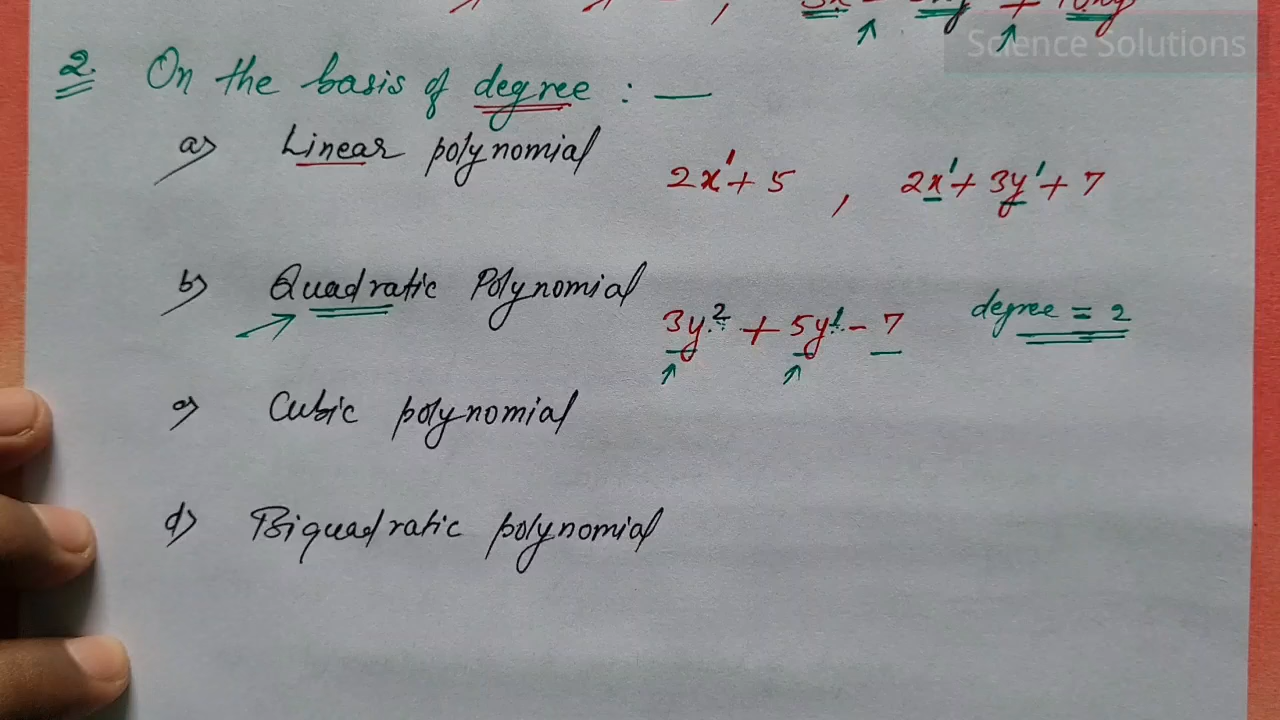 Science Solutions
2. On the basis of degree : —
a) Linear polynomial 2x¹ + 5 , 2x¹ + 3y¹ + 7
b) Quadratic Polynomial 3y² + 5y¹ - 7 degree = 2
c) Cubic polynomial
d) Biquadratic polynomial